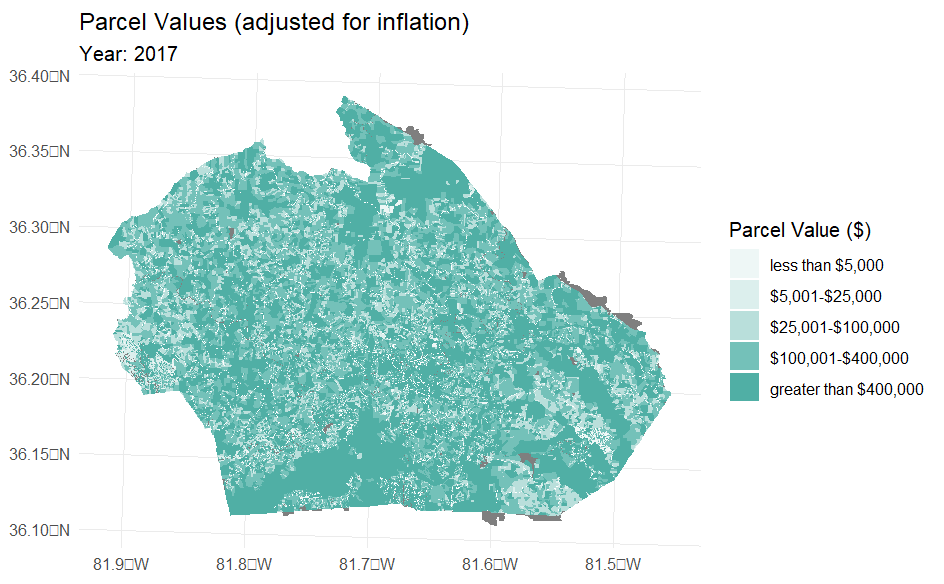 Parcel Values (adjusted for inflation)
Year: 2017
36.40□N
36.35□N
36.30□N
36.25□N
36.20□N
36.15□N
36.10□N
81.9□W
81.8□W
81.7□W
81.6□W
81.5□W
Parcel Value ($)
less than $5,000
$5,001-$25,000
$25,001-$100,000
$100,001-$400,000
greater than $400,000